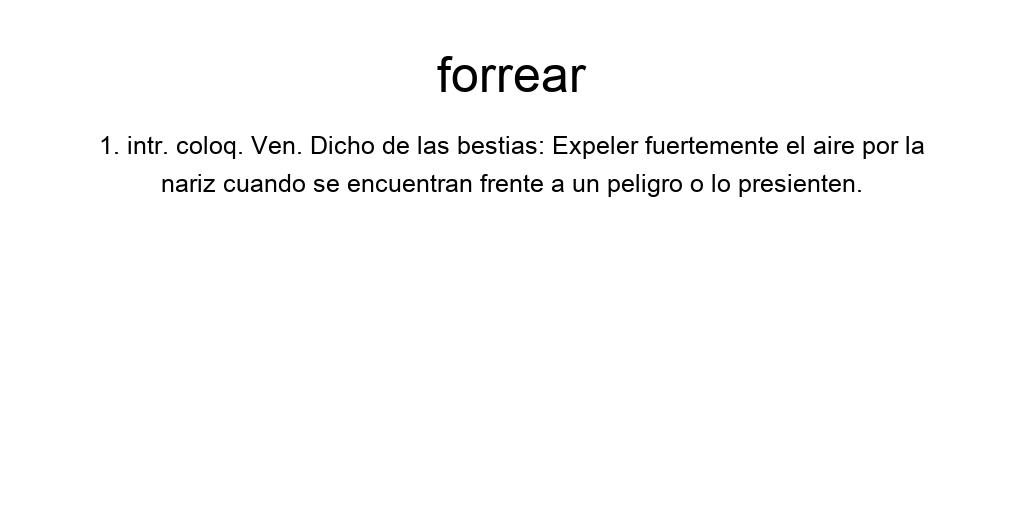 forrear
1. intr. coloq. Ven. Dicho de las bestias: Expeler fuertemente el aire por la
nariz cuando se encuentran frente a un peligro o lo presienten.